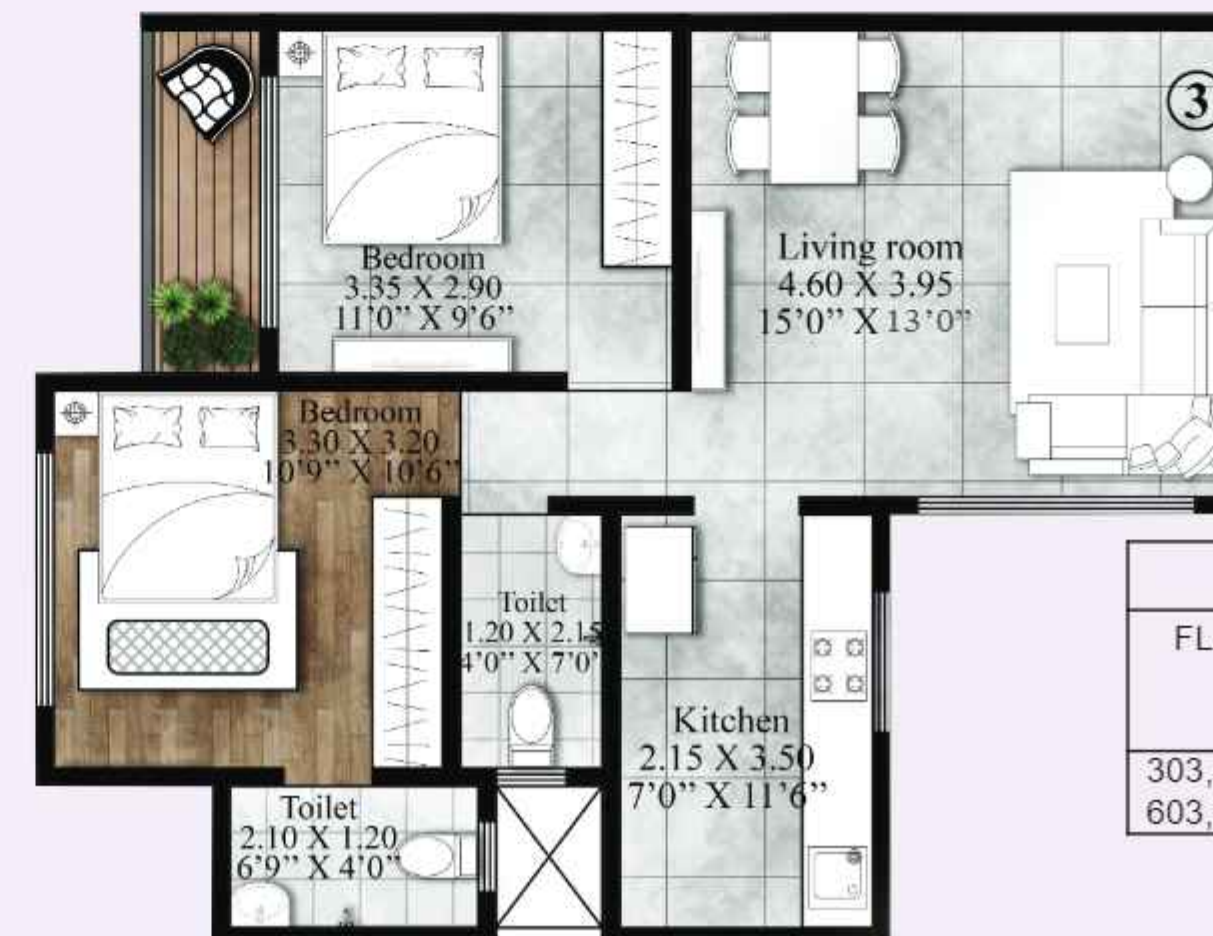 3
Bedroom
3.35 X 2.90
11’0” X 9’6”
Living room
4.60 X 3.95
15’0” X 13’0”
Bedroom
3.30 X 3.20
10’9” X 10’6”
Toilet
1.20 X 2.15
4’0” X 7’0’
Kitchen
2.15 X 3.50
7’0” X 11’6”
Toilet
2.10 X 1.20
6’9” X 4’0”
FL
303,
603,